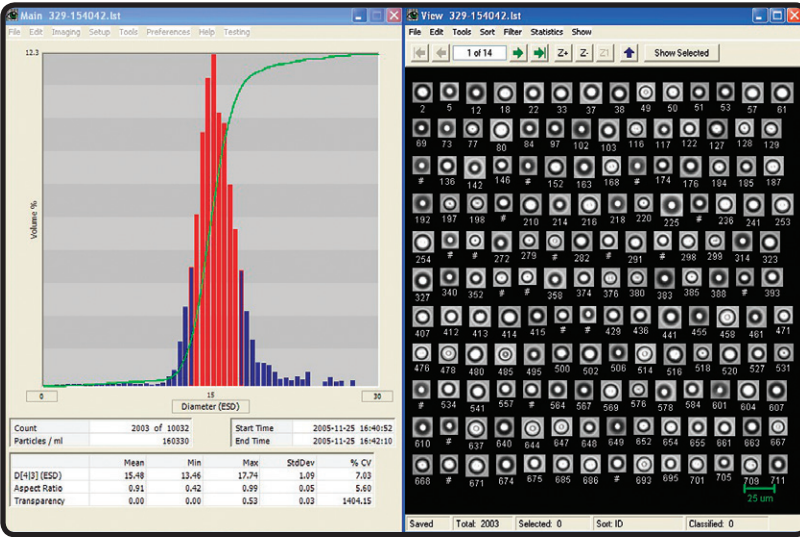 Main 329-154042.lst
File Edit Imaging Setup Tools Preferences Help Testing
12.3
Volume %
0
15
30
Diameter (ESD)
Count 2003 of 10032
Particles / ml 160330
Start Time 2005-11-25 16:40:52
End Time 2005-11-25 16:42:10
Mean Min Max StdDev % CV
D[4|3] (ESD) 15.48 13.46 17.74 1.09 7.03
Aspect Ratio 0.91 0.42 0.99 0.05 5.60
Transparency 0.00 0.00 0.53 0.03 1404.15
View 329-154042.lst
File Edit Tools Sort Filter Statistics Show
1 of 14 Z+ Z- Z1 Show Selected
2 5 12 18 22 33 37 38 49 50 51 53 57 61
69 73 77 80 84 97 102 103 116 117 122 127 128 129
# 136 142 146 # 152 163 168 # 174 176 184 185 187
192 197 198 # 210 214 216 218 220 225 # 236 241 253
254 # # 272 279 # 282 # 291 # 298 299 314 323
327 340 352 # # 358 374 376 380 383 385 388 # 393
407 412 413 414 415 # # 429 436 441 455 458 461 471
476 478 480 485 495 500 502 506 514 516 518 520 527 531
# 534 541 557 # 564 567 569 576 578 584 601 604 607
610 # 637 640 644 647 648 649 652 654 655 661 663 667
668 # 671 674 675 685 686 # 693 695 701 705 709 711
25 um
Saved Total: 2003 Selected: 0 Sort: ID Classified: 0